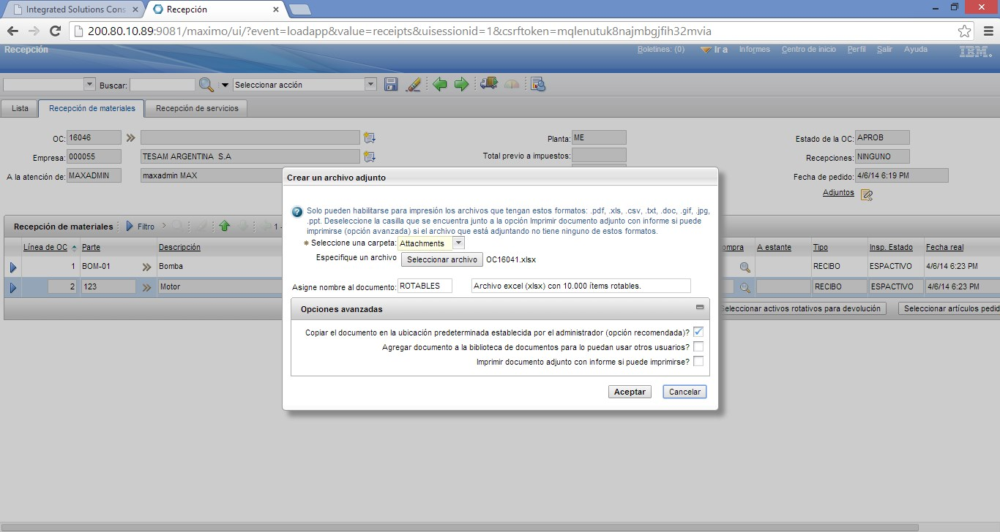 Integrated Solutions Cons
Recepción
200.80.10.89:9081/maximo/ui/?event=loadapp&value=receipts&uisessionid=1&csrftoken=mqlenutuk8najmbgjfih32mvia
Recepción
Boletines: (0) Ir a Informes Centro de inicio Perfil Salir Ayuda IBM.
Buscar: Seleccionar acción
Lista Recepción de materiales Recepción de servicios
OC: 16046 Planta: ME Estado de la OC: APROB
Empresa: 000055 TESAM ARGENTINA S.A Total previo a impuestos: Recepciones: NINGUNO
A la atención de: MAXADMIN maxadmin MAX Fecha de pedido: 4/6/14 6:19 PM
Adjuntos
Recepción de materiales Filtro 1 -
Línea de OC Parte Descripción ompra A estante Tipo Insp. Estado Fecha real
1 BOM-01 Bomba RECIBO ESPACTIVO 4/6/14 6:23 PM
2 123 Motor RECIBO ESPACTIVO 4/6/14 6:23 PM
Seleccionar activos rotativos para devolución Seleccionar artículos pedid
Crear un archivo adjunto
Solo pueden habilitarse para impresión los archivos que tengan estos formatos: .pdf, .xls, .csv, .txt, .doc, .gif, .jpg,
.ppt. Deseleccione la casilla que se encuentra junto a la opción Imprimir documento adjunto con informe si puede
imprimirse (opción avanzada) si el archivo que está adjuntando no tiene ninguno de estos formatos.
* Seleccione una carpeta: Attachments
Especifique un archivo Seleccionar archivo OC16041.xlsx
Asigne nombre al documento: ROTABLES Archivo excel (xlsx) con 10.000 ítems rotables.
Opciones avanzadas
Copiar el documento en la ubicación predeterminada establecida por el administrador (opción recomendada)?
Agregar documento a la biblioteca de documentos para lo puedan usar otros usuarios?
Imprimir documento adjunto con informe si puede imprimirse?
Aceptar Cancelar